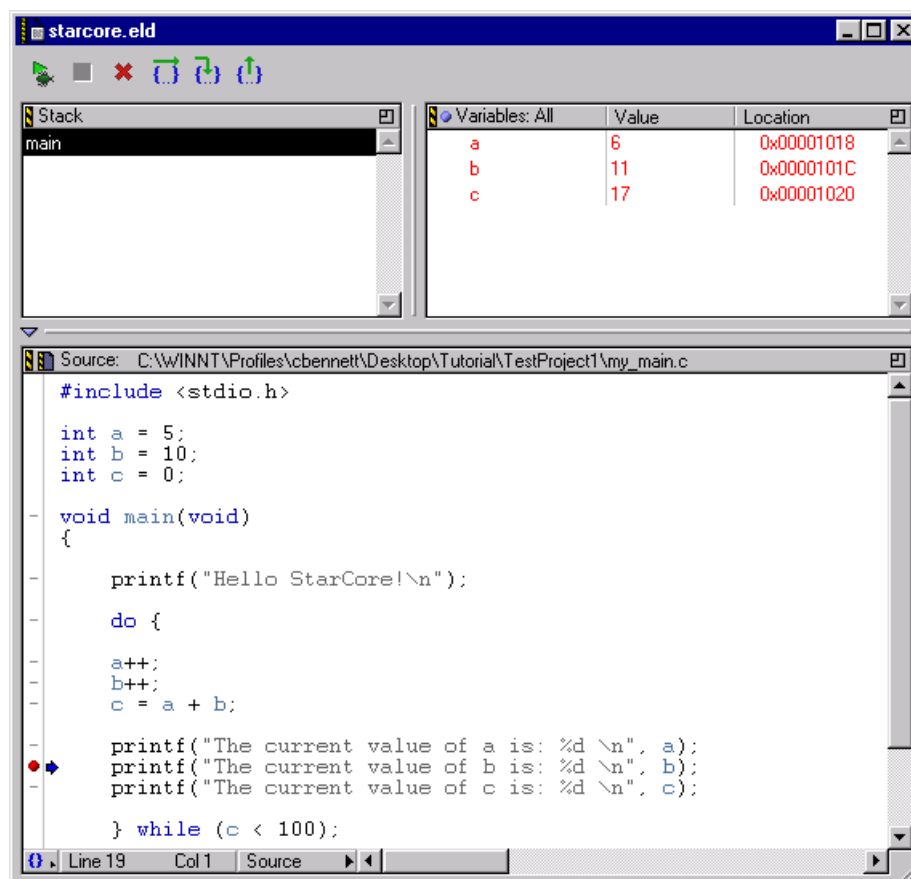 starcore.eld
Stack
main
Variables: All Value Location
a 6 0x00001018
b 11 0x0000101C
c 17 0x00001020
Source: C:\WINNT\Profiles\cbennett\Desktop\Tutorial\TestProject1\my_main.c
#include <stdio.h>
int a = 5;
int b = 10;
int c = 0;
void main(void)
{
printf("Hello StarCore!\n");
do {
a++;
b++;
c = a + b;
printf("The current value of a is: %d \n", a);
printf("The current value of b is: %d \n", b);
printf("The current value of c is: %d \n", c);
} while (c < 100);
Line 19 Col 1 Source